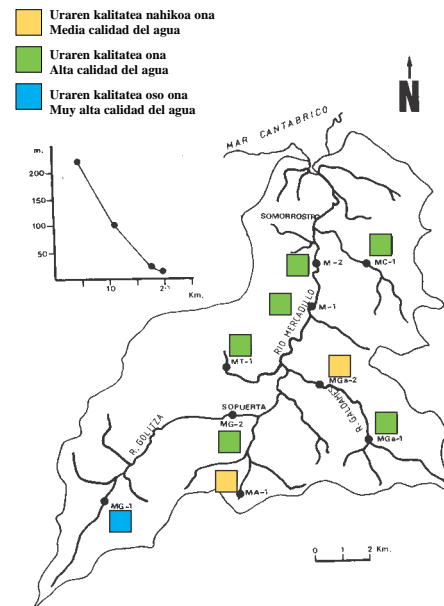 Uraren kalitatea nahikoa ona
Media calidad del agua
Uraren kalitatea ona
Alta calidad del agua
Uraren kalitatea oso ona
Muy alta calidad del agua
N
MAR CANTABRICO
m.
200
100
50
10
Km.
SOMORROSTRO
M-2
MC-1
M-1
RIO MERCADILLO
MT-1
MGa-2
R. GALDAMES
SOPUERTA
MG-2
MGa-1
R. GOLITZA
MA-1
MG-1
0 1 2 Km.